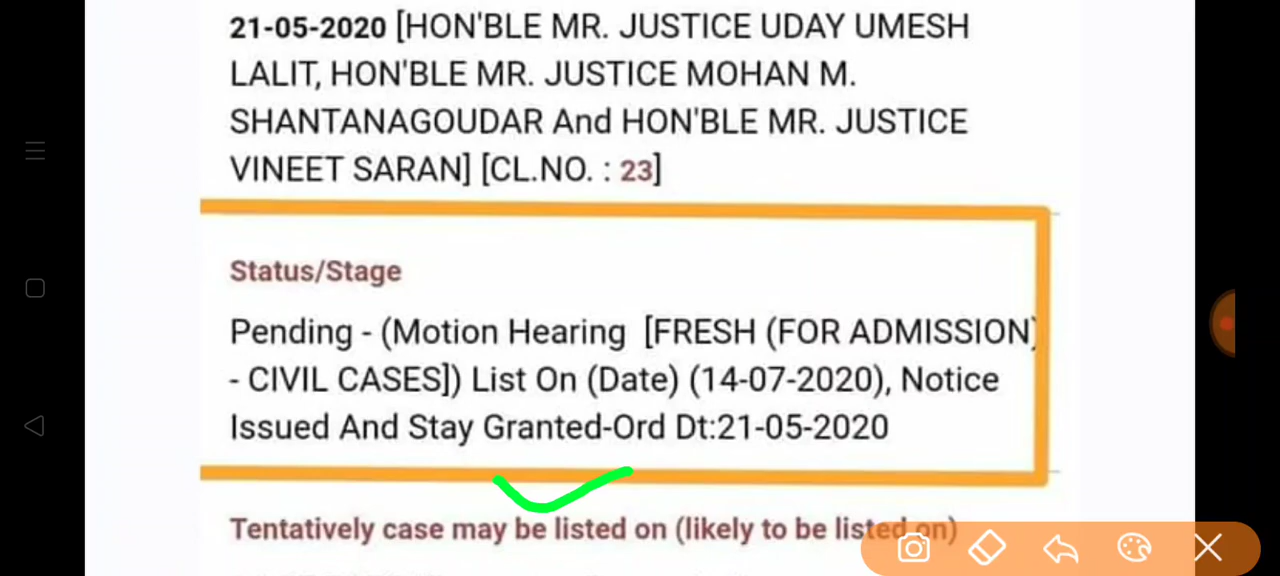 21-05-2020 [HON'BLE MR. JUSTICE UDAY UMESH
LALIT, HON'BLE MR. JUSTICE MOHAN M.
SHANTANAGOUDAR And HON'BLE MR. JUSTICE
VINEET SARAN] [CL.NO. : 23]
Status/Stage
Pending - (Motion Hearing [FRESH (FOR ADMISSION)
- CIVIL CASES]) List On (Date) (14-07-2020), Notice
Issued And Stay Granted-Ord Dt:21-05-2020
Tentatively case may be listed on (likely to be listed on)